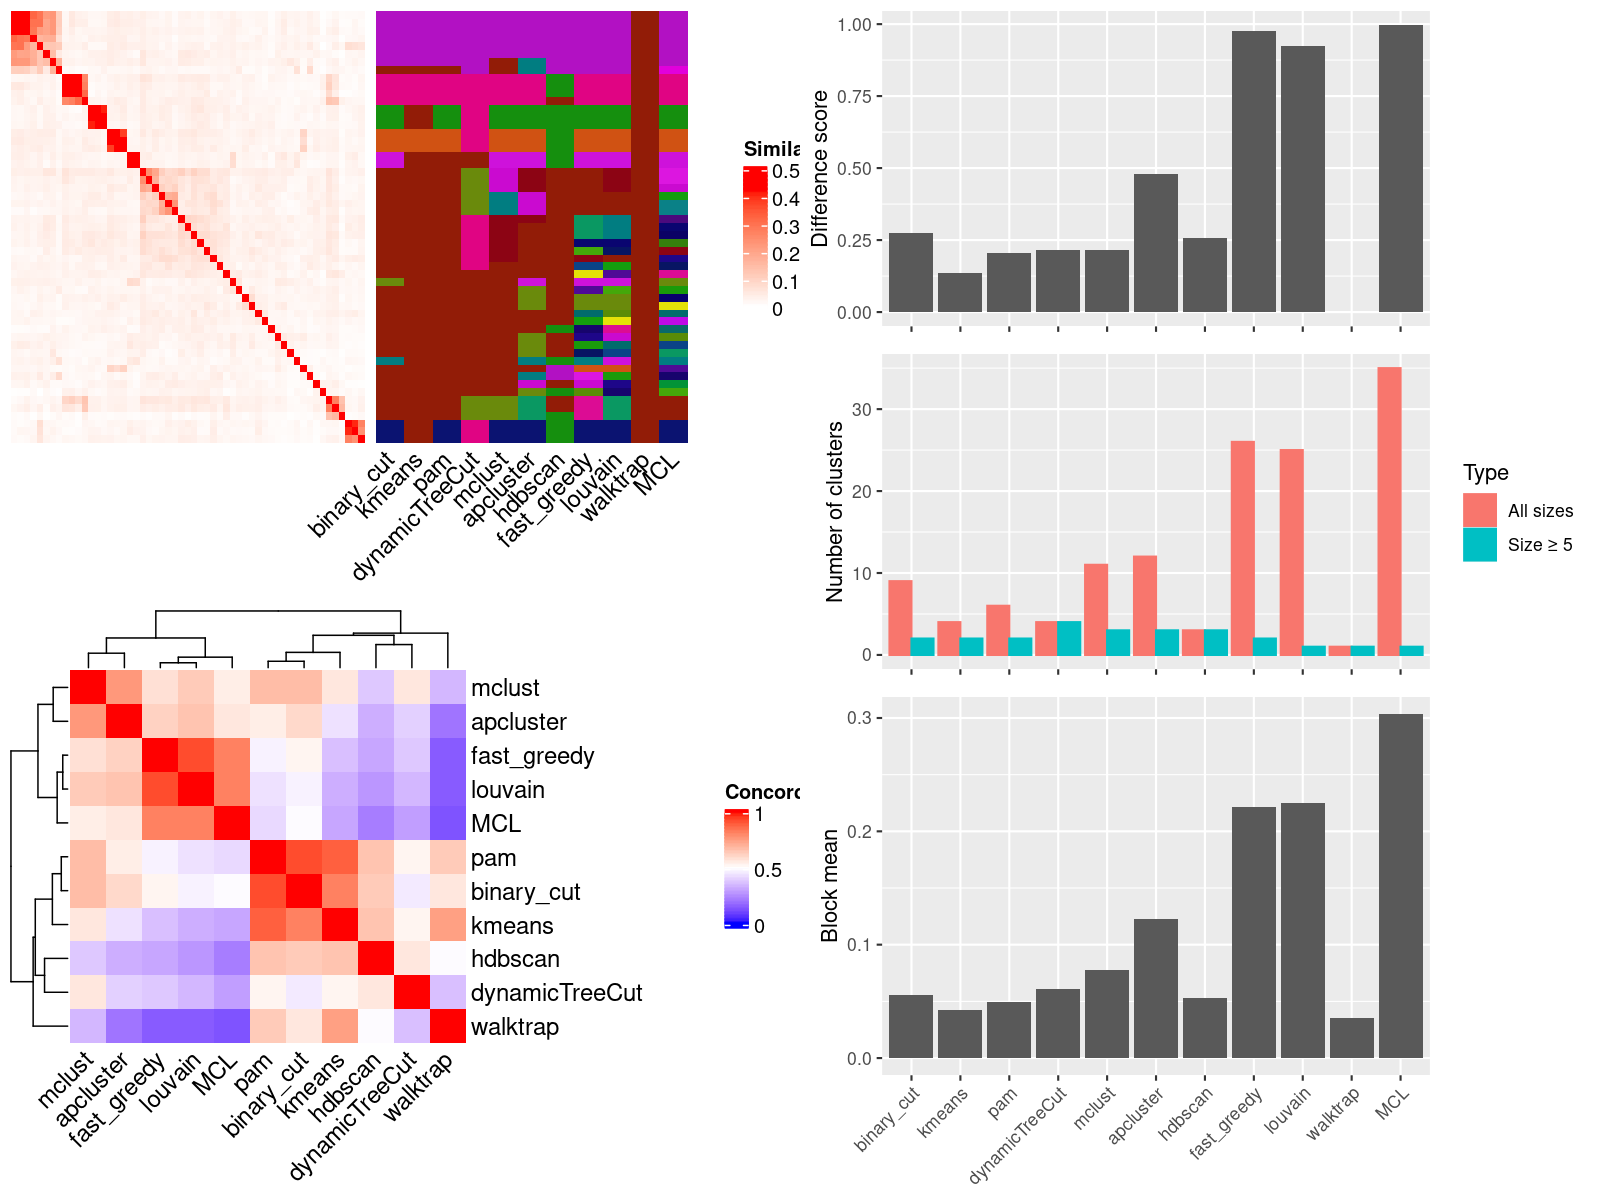 Simila
0.5
0.4
0.3
0.2
0.1
0
binary_cut
kmeans
pam
dynamicTreeCut
mclust
apcluster
hdbscan
fast_greedy
louvain
walktrap
MCL
mclust
apcluster
fast_greedy
louvain
MCL
pam
binary_cut
kmeans
hdbscan
dynamicTreeCut
walktrap
mclust
apcluster
fast_greedy
louvain
MCL
pam
binary_cut
kmeans
hdbscan
dynamicTreeCut
walktrap
Concord
1
0.5
0
Difference score
1.00
0.75
0.50
0.25
0.00
Number of clusters
30
20
10
0
Type
All sizes
Size ≥ 5
Block mean
0.3
0.2
0.1
0.0
binary_cut
kmeans
pam
dynamicTreeCut
mclust
apcluster
hdbscan
fast_greedy
louvain
walktrap
MCL